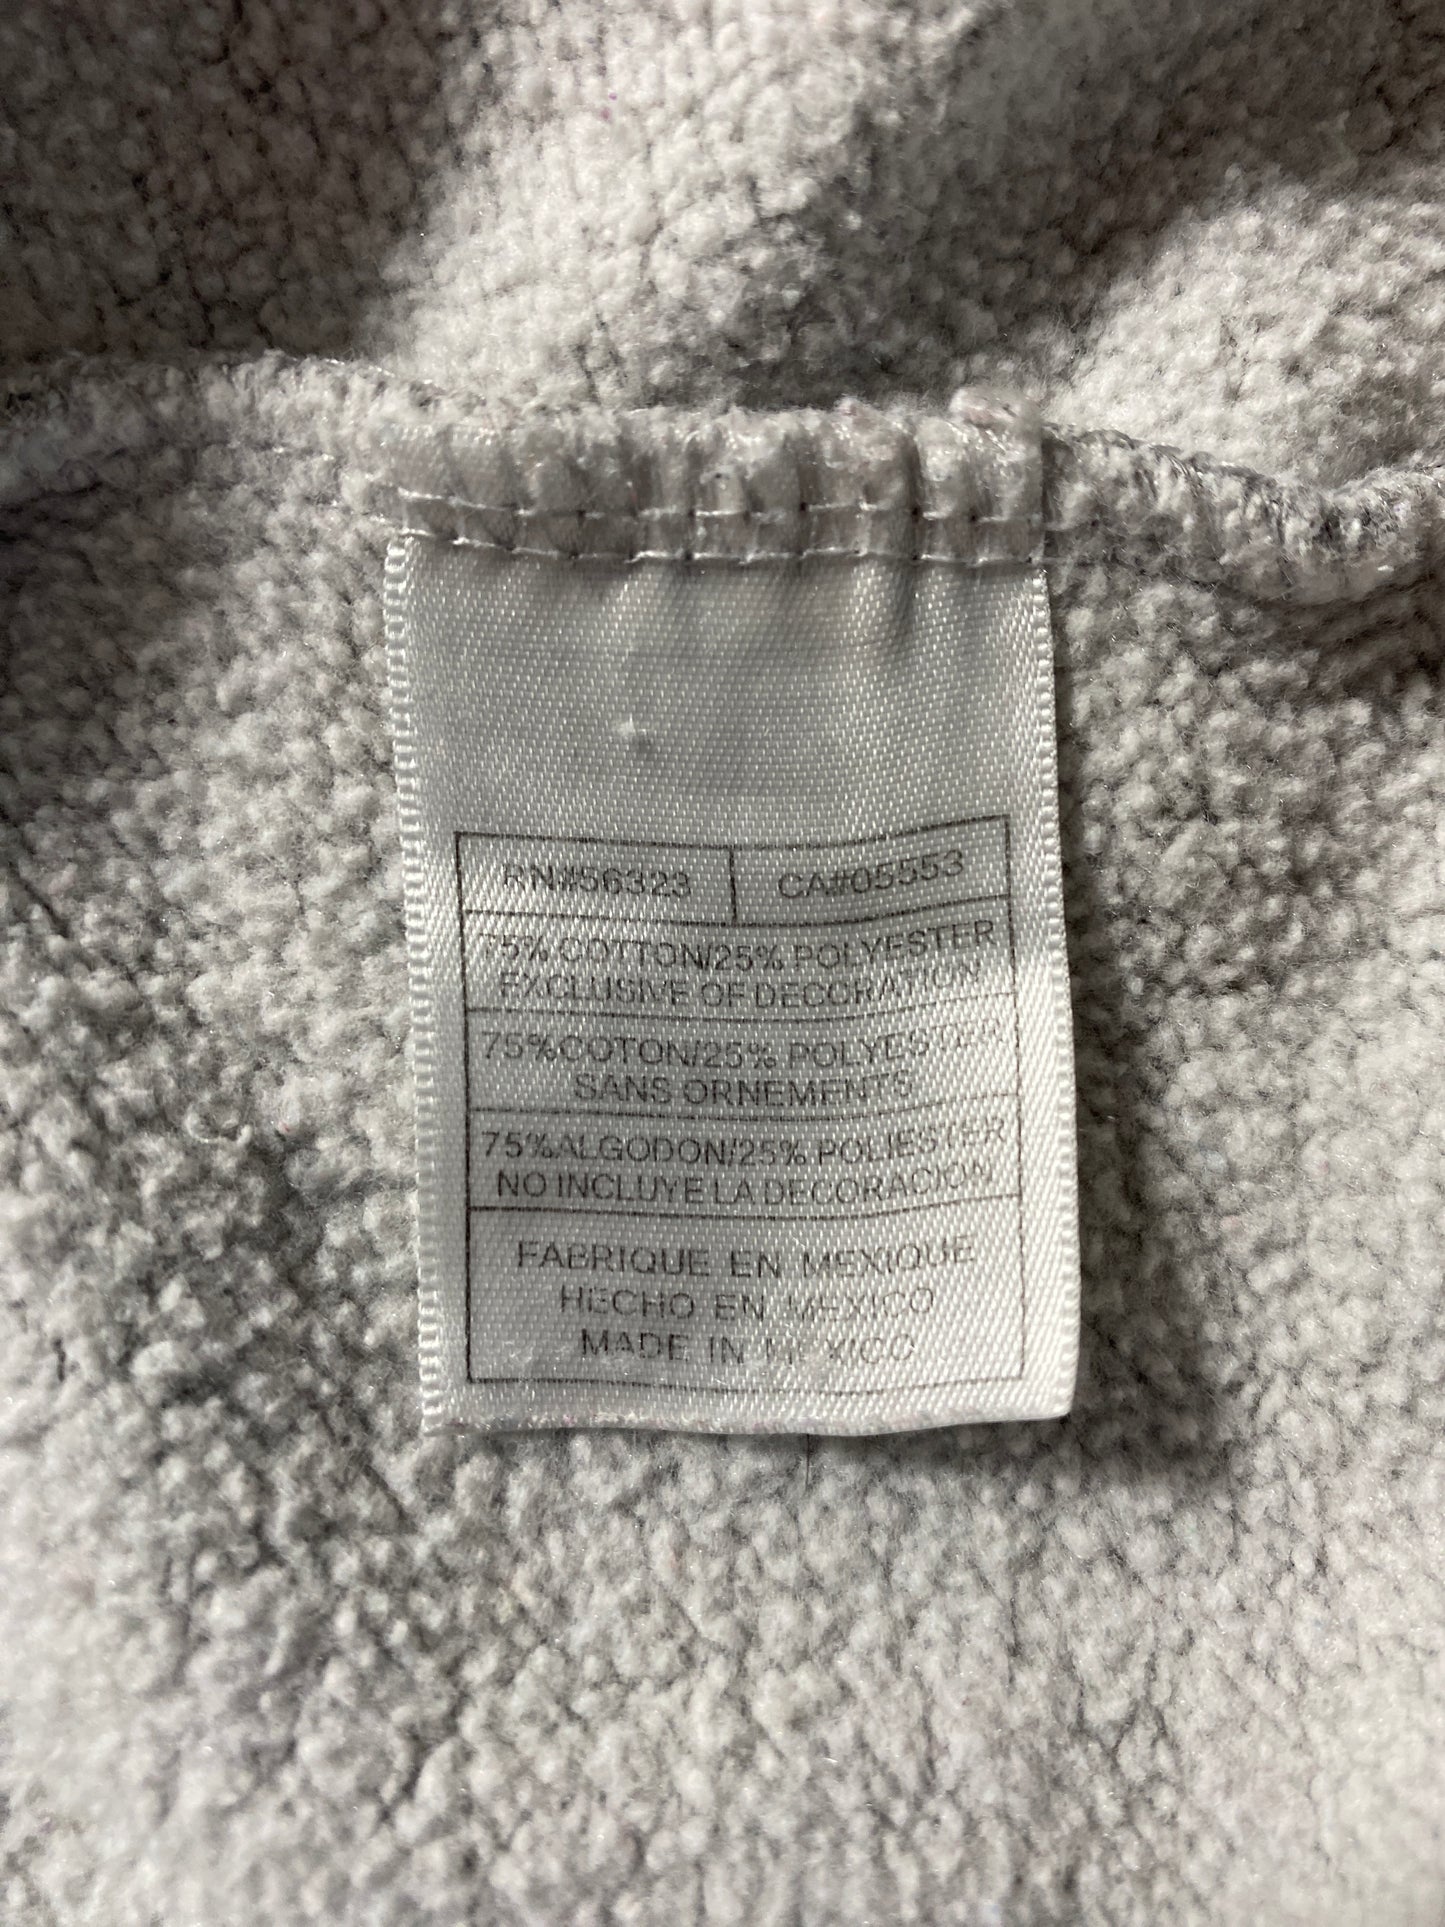 RN#56323 CA#05553
75% COTTON/25% POLYESTER
EXCLUSIVE OF DECORATION
75%COTON/25% POLYESTER
SANS ORNEMENTS
75%ALGODON/25% POLIESTER
NO INCLUYE LA DECORACION
FABRIQUE EN MEXIQUE
HECHO EN MEXICO
MADE IN MEXICO